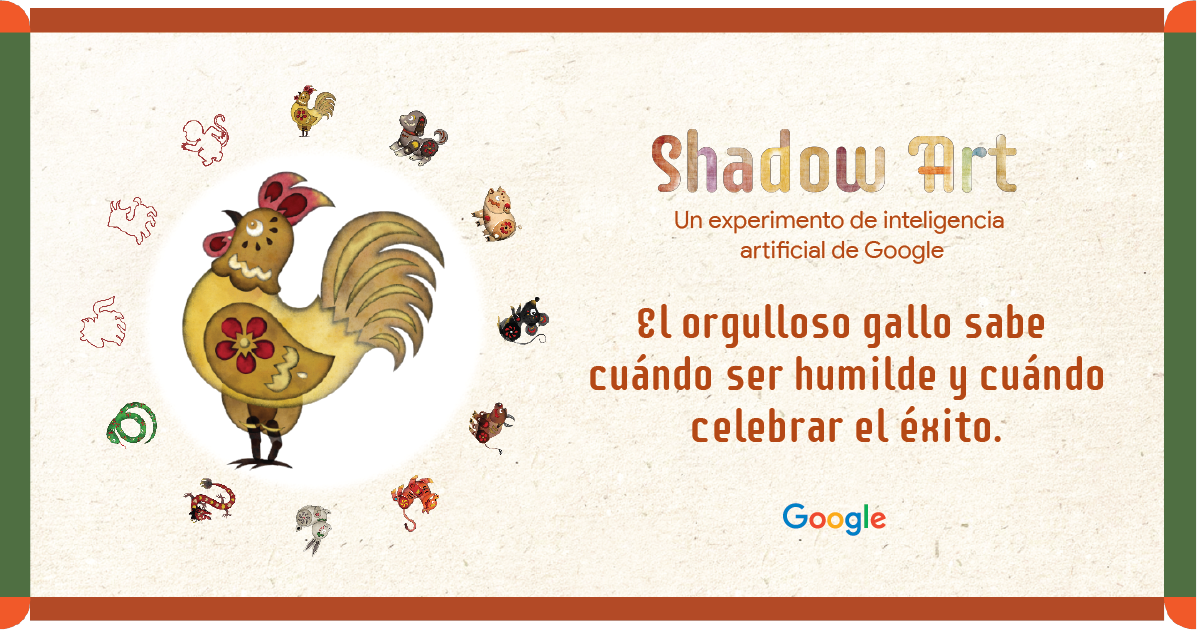 Shadow Art
Un experimento de inteligencia
artificial de Google
El orgulloso gallo sabe
cuándo ser humilde y cuándo
celebrar el éxito.
Google